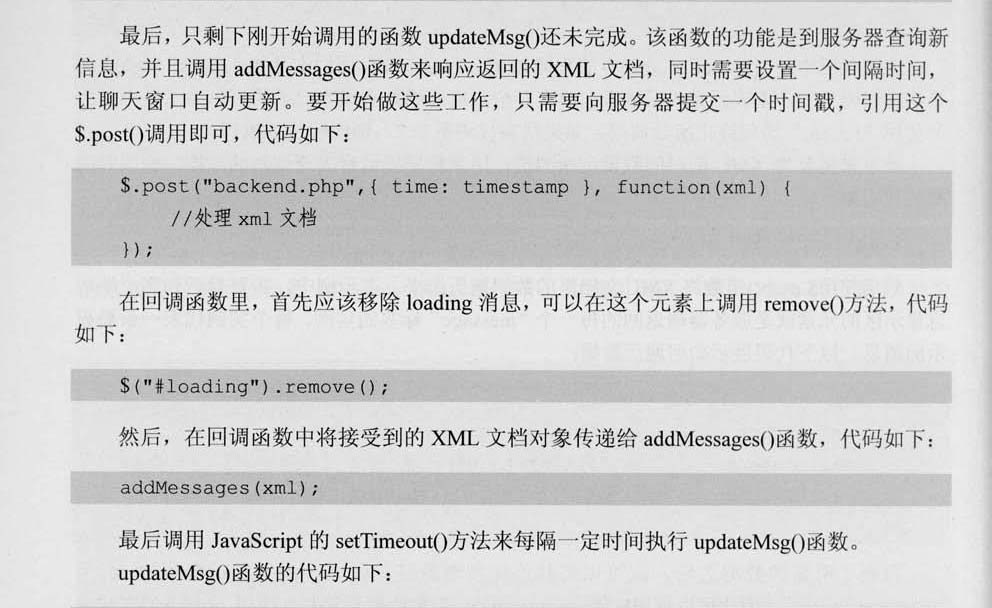 最后，只剩下刚开始调用的函数 updateMsg()还未完成。该函数的功能是到服务器查询新
信息，并且调用 addMessages()函数来响应返回的 XML 文档，同时需要设置一个间隔时间，
让聊天窗口自动更新。要开始做这些工作，只需要向服务器提交一个时间戳，引用这个
$.post()调用即可，代码如下：
$.post("backend.php",{ time: timestamp }, function(xml) {
//处理 xml 文档
});
在回调函数里，首先应该移除 loading 消息，可以在这个元素上调用 remove()方法，代码
如下：
$("#loading").remove();
然后，在回调函数中将接受到的 XML 文档对象传递给 addMessages()函数，代码如下：
addMessages(xml);
最后调用 JavaScript 的 setTimeout()方法来每隔一定时间执行 updateMsg()函数。
updateMsg()函数的代码如下：